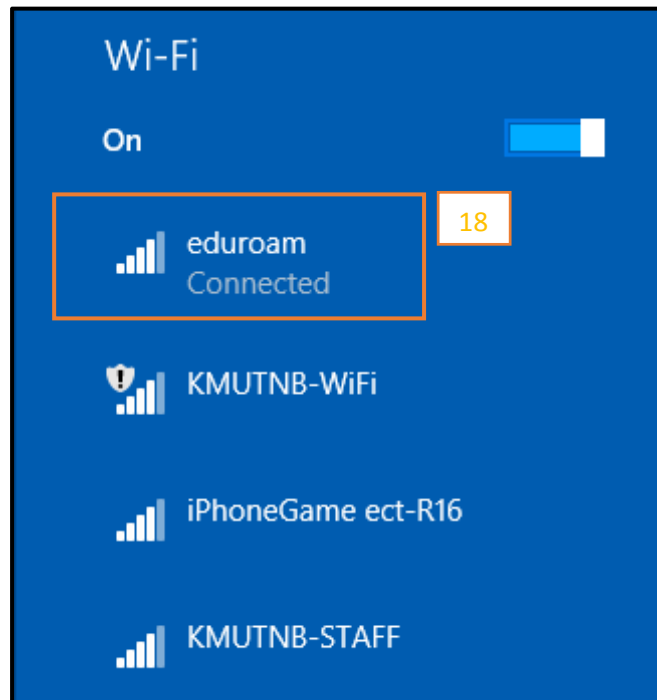 Wi-Fi
On
18
eduroam
Connected
KMUTNB-WiFi
iPhoneGame ect-R16
KMUTNB-STAFF